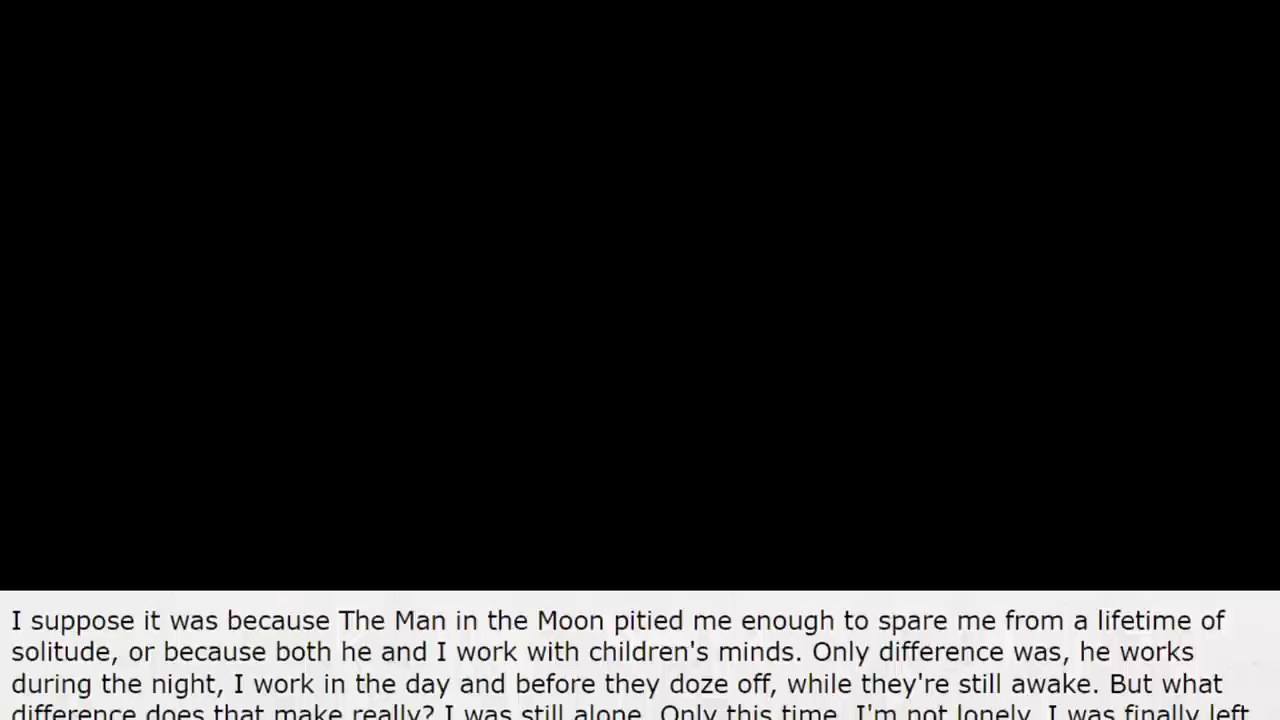 I suppose it was because The Man in the Moon pitied me enough to spare me from a lifetime of
solitude, or because both he and I work with children's minds. Only difference was, he works
during the night, I work in the day and before they doze off, while they're still awake. But what
difference does that make really? I was still alone. Only this time, I'm not lonely. I was finally left